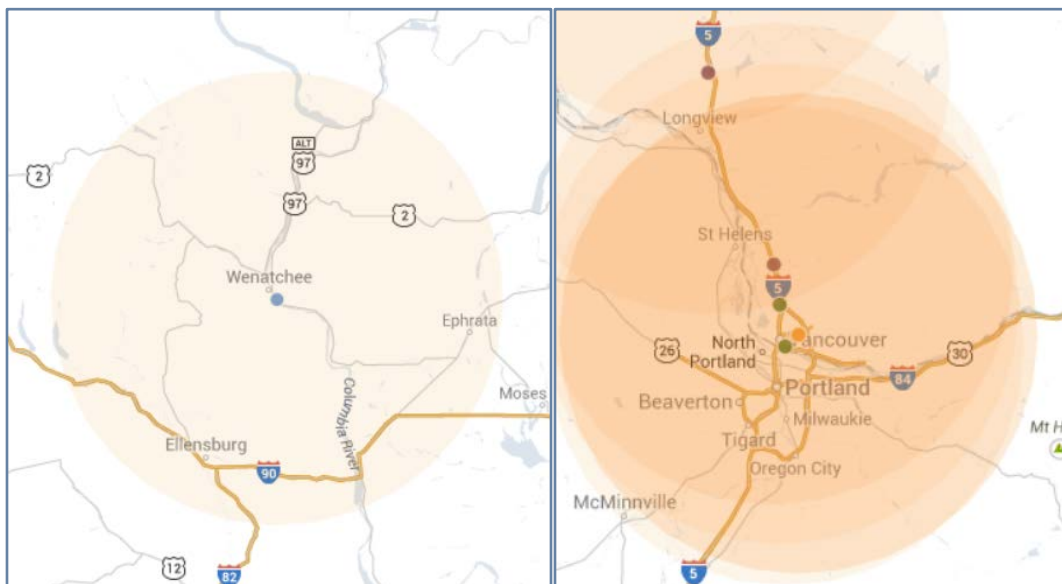 2
ALT
97
97
2
Wenatchee
Ephrata
Columbia River
Moses
Ellensburg
90
12
82
5
Longview
St Helens
5
Vancouver
26
North
Portland
30
Portland
84
Beaverton
Milwaukie
Tigard
Mt H
Oregon City
McMinnville
5